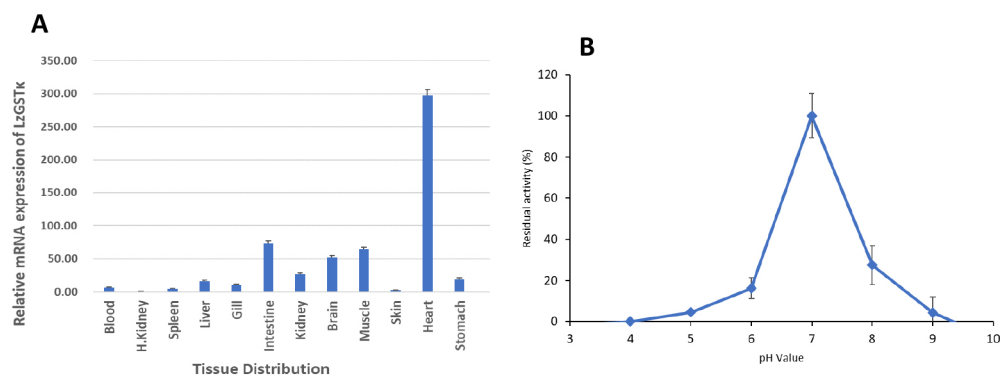 A
Relative mRNA expression of LzGSTκ
350.00
300.00
250.00
200.00
150.00
100.00
50.00
0.00
Blood
H.Kidney
Spleen
Liver
Gill
Intestine
Kidney
Brain
Muscle
Skin
Heart
Stomach
Tissue Distribution
B
Residual activity (%)
120
100
80
60
40
20
0
3 4 5 6 7 8 9 10
pH Value